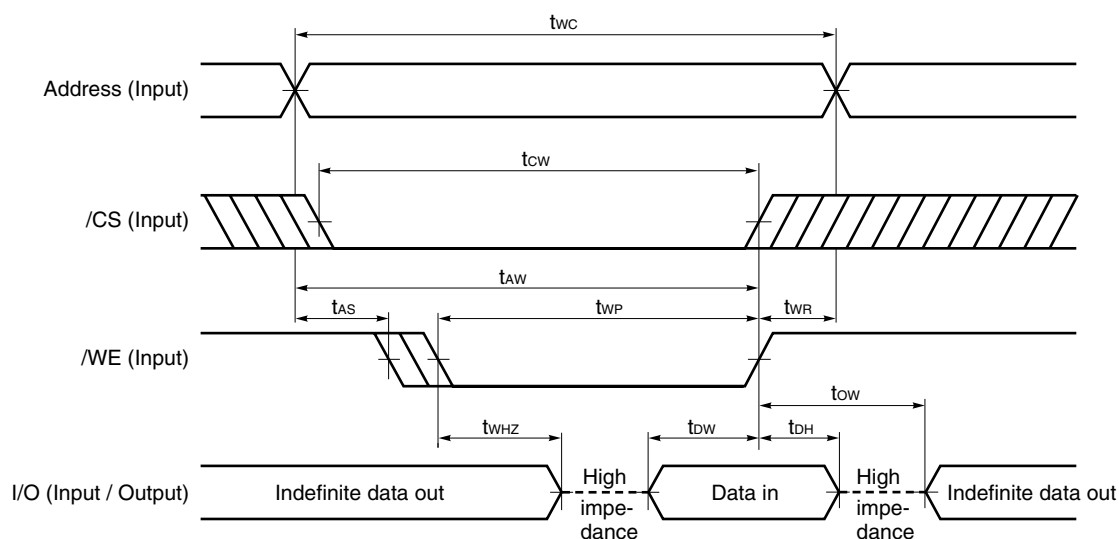 tWC
Address (Input)
tCW
/CS (Input)
tAW
tAS
tWP
tWR
/WE (Input)
tOW
tWHZ
tDW
tDH
I/O (Input / Output)
Indefinite data out
High
impe-
dance
Data in
High
impe-
dance
Indefinite data out